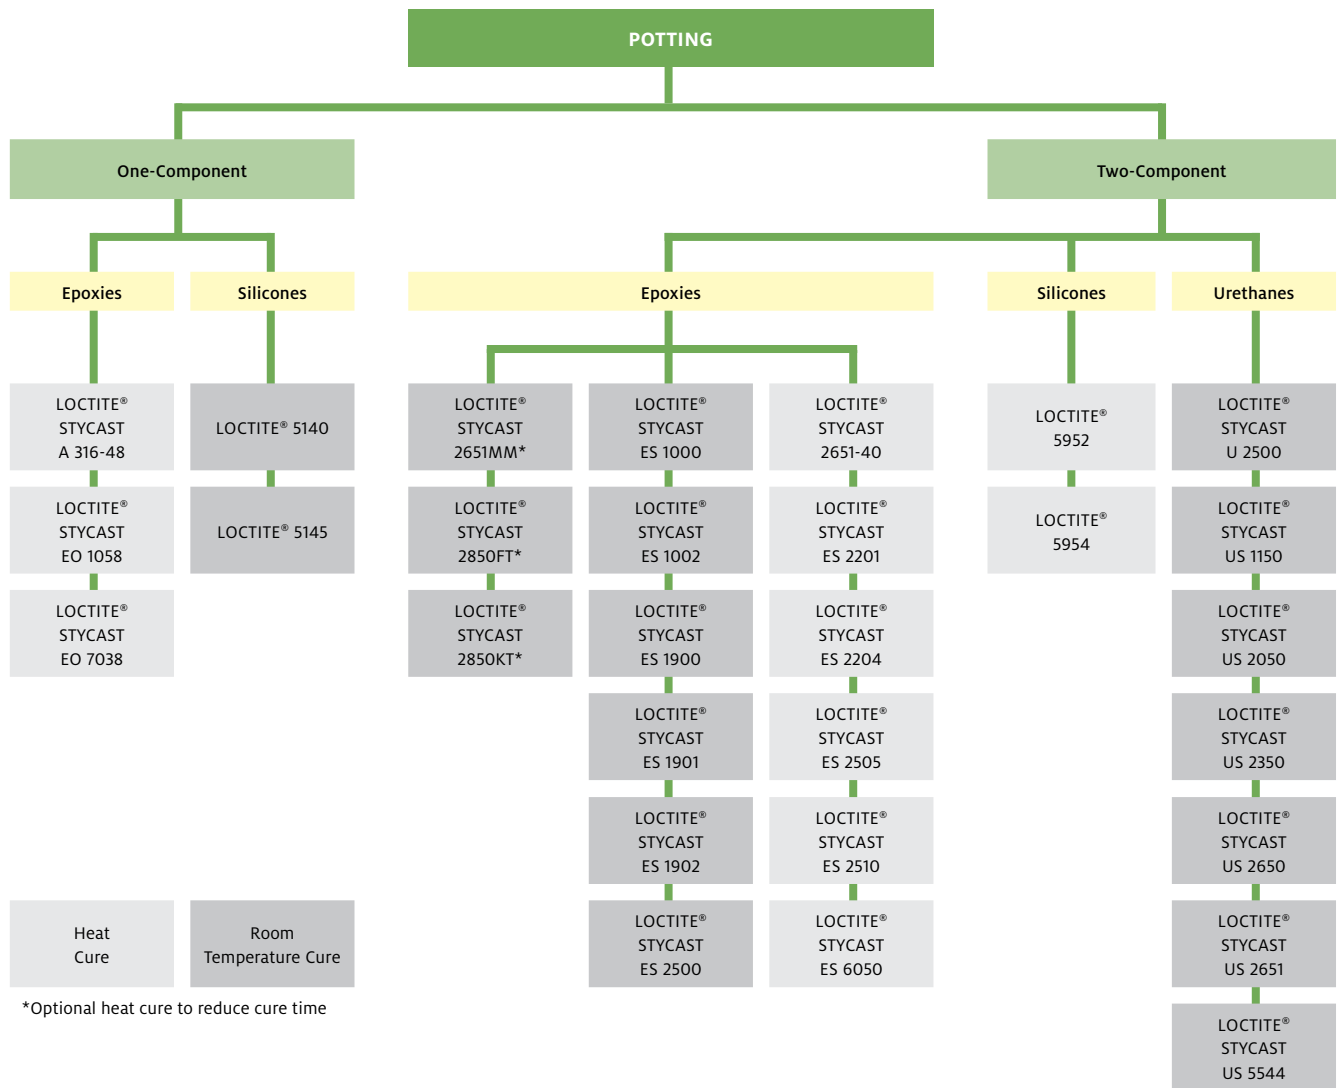 POTTING
One-Component
Two-Component
Epoxies
Silicones
Epoxies
Silicones
Urethanes
LOCTITE®
STYCAST
A 316-48
LOCTITE®
STYCAST
EO 1058
LOCTITE®
STYCAST
EO 7038
LOCTITE® 5140
LOCTITE® 5145
LOCTITE®
STYCAST
2651MM*
LOCTITE®
STYCAST
2850FT*
LOCTITE®
STYCAST
2850KT*
LOCTITE®
STYCAST
ES 1000
LOCTITE®
STYCAST
ES 1002
LOCTITE®
STYCAST
ES 1900
LOCTITE®
STYCAST
ES 1901
LOCTITE®
STYCAST
ES 1902
LOCTITE®
STYCAST
ES 2500
LOCTITE®
STYCAST
2651-40
LOCTITE®
STYCAST
ES 2201
LOCTITE®
STYCAST
ES 2204
LOCTITE®
STYCAST
ES 2505
LOCTITE®
STYCAST
ES 2510
LOCTITE®
STYCAST
ES 6050
LOCTITE®
5952
LOCTITE®
5954
LOCTITE®
STYCAST
U 2500
LOCTITE®
STYCAST
US 1150
LOCTITE®
STYCAST
US 2050
LOCTITE®
STYCAST
US 2350
LOCTITE®
STYCAST
US 2650
LOCTITE®
STYCAST
US 2651
LOCTITE®
STYCAST
US 5544
Heat
Cure
Room
Temperature Cure
*Optional heat cure to reduce cure time